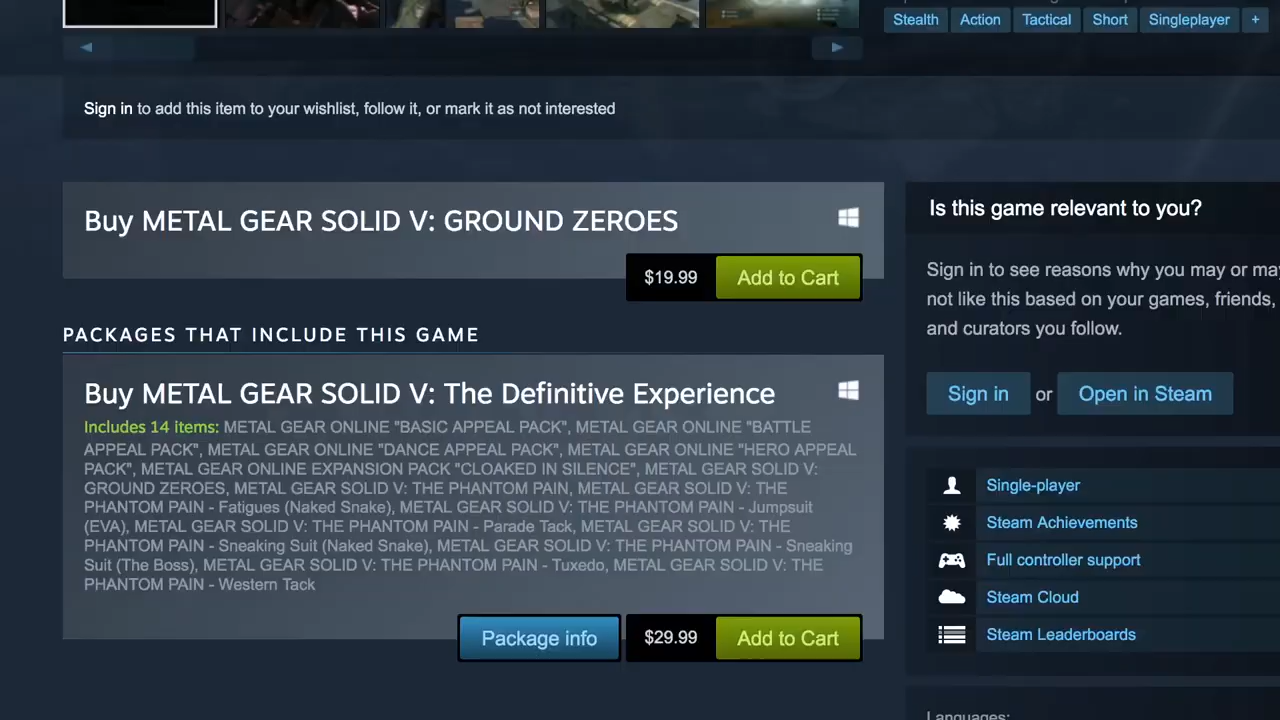 Stealth Action Tactical Short Singleplayer +
Sign in to add this item to your wishlist, follow it, or mark it as not interested
Buy METAL GEAR SOLID V: GROUND ZEROES
$19.99 Add to Cart
PACKAGES THAT INCLUDE THIS GAME
Buy METAL GEAR SOLID V: The Definitive Experience
Includes 14 items: METAL GEAR ONLINE "BASIC APPEAL PACK", METAL GEAR ONLINE "BATTLE
APPEAL PACK", METAL GEAR ONLINE "DANCE APPEAL PACK", METAL GEAR ONLINE "HERO APPEAL
PACK", METAL GEAR ONLINE EXPANSION PACK "CLOAKED IN SILENCE", METAL GEAR SOLID V:
GROUND ZEROES, METAL GEAR SOLID V: THE PHANTOM PAIN, METAL GEAR SOLID V: THE
PHANTOM PAIN - Fatigues (Naked Snake), METAL GEAR SOLID V: THE PHANTOM PAIN - Jumpsuit
(EVA), METAL GEAR SOLID V: THE PHANTOM PAIN - Parade Tack, METAL GEAR SOLID V: THE
PHANTOM PAIN - Sneaking Suit (Naked Snake), METAL GEAR SOLID V: THE PHANTOM PAIN - Sneaking
Suit (The Boss), METAL GEAR SOLID V: THE PHANTOM PAIN - Tuxedo, METAL GEAR SOLID V: THE
PHANTOM PAIN - Western Tack
Package info $29.99 Add to Cart
Is this game relevant to you?
Sign in to see reasons why you may or may
not like this based on your games, friends,
and curators you follow.
Sign in or Open in Steam
Single-player
Steam Achievements
Full controller support
Steam Cloud
Steam Leaderboards
Languages: